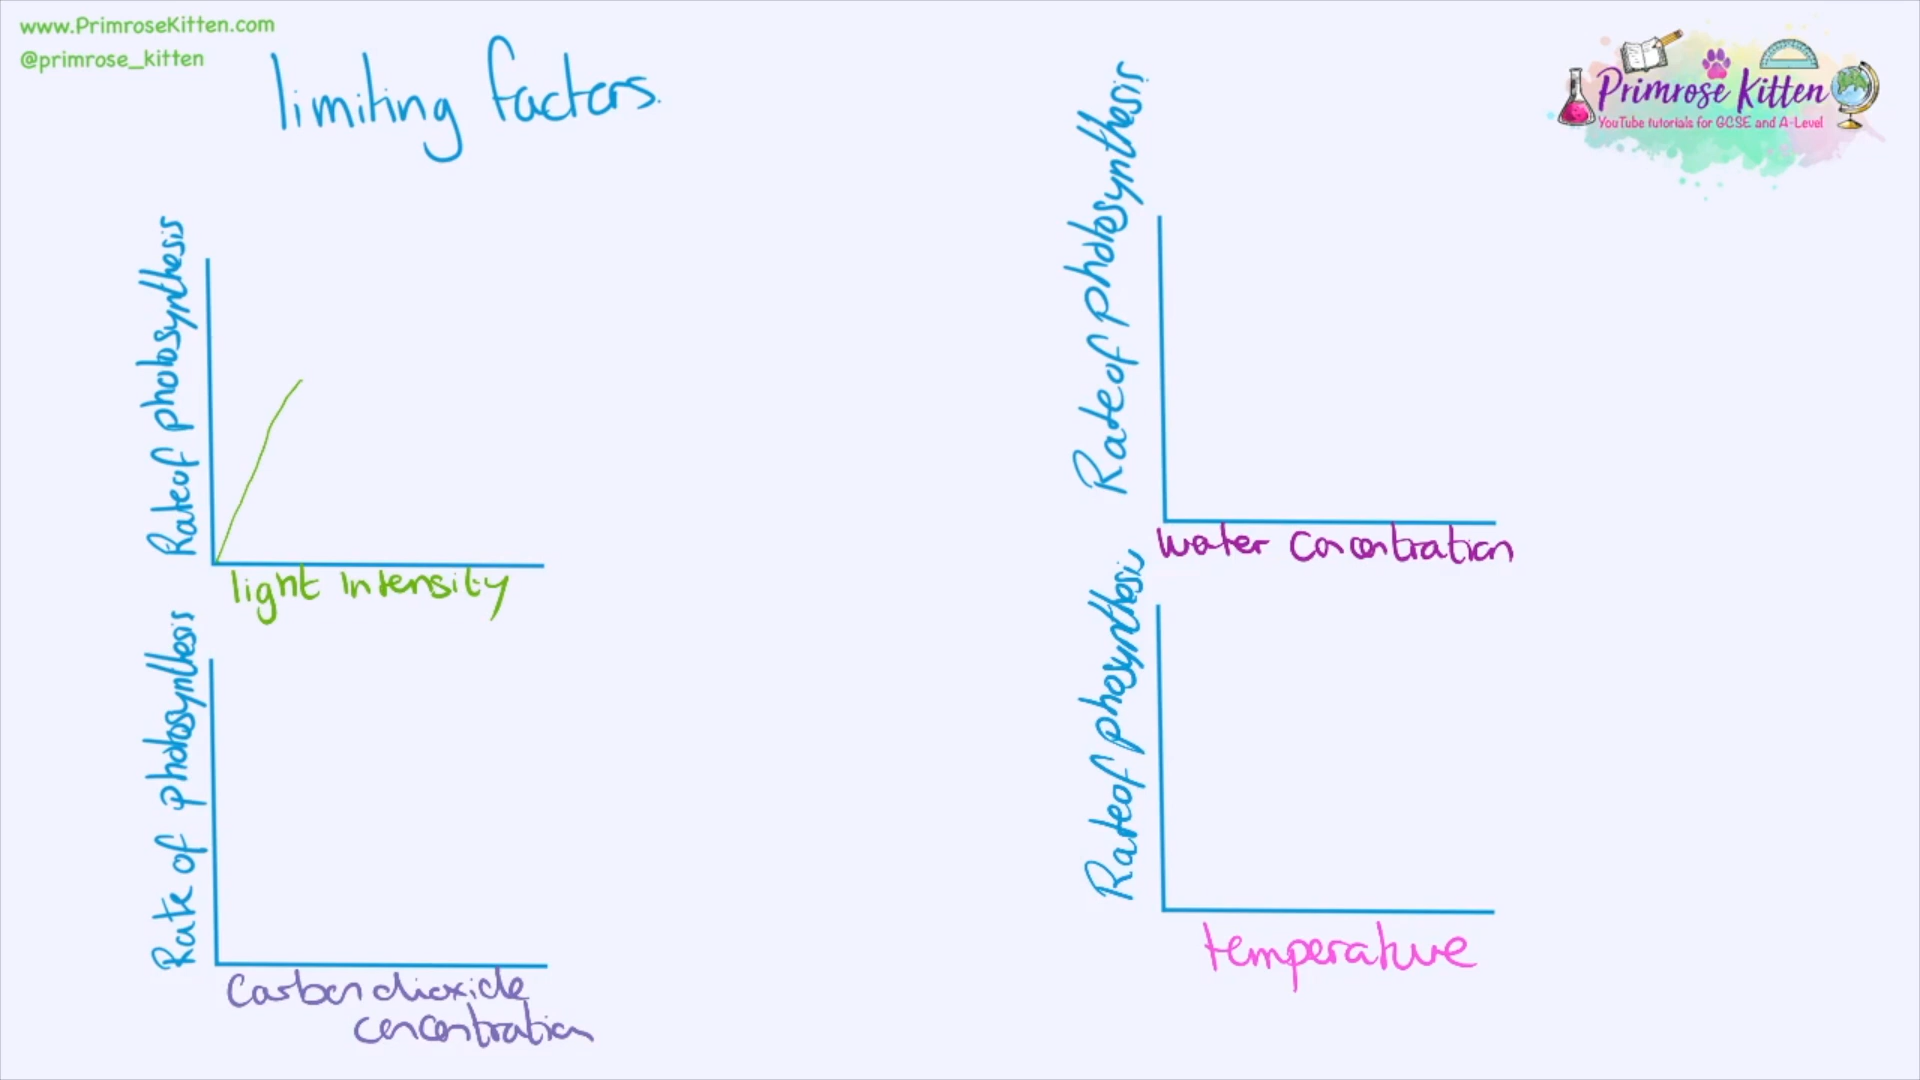 www.PrimroseKitten.com
@primrose_kitten
limiting factors.
Primrose Kitten
YouTube tutorials for GCSE and A-Level
Rate of photosynthesis
light Intensity
Rate of photosynthesis
water concentration
Rate of photosynthesis
Carbon dioxide
concentration
Rate of phosynthesis
temperature